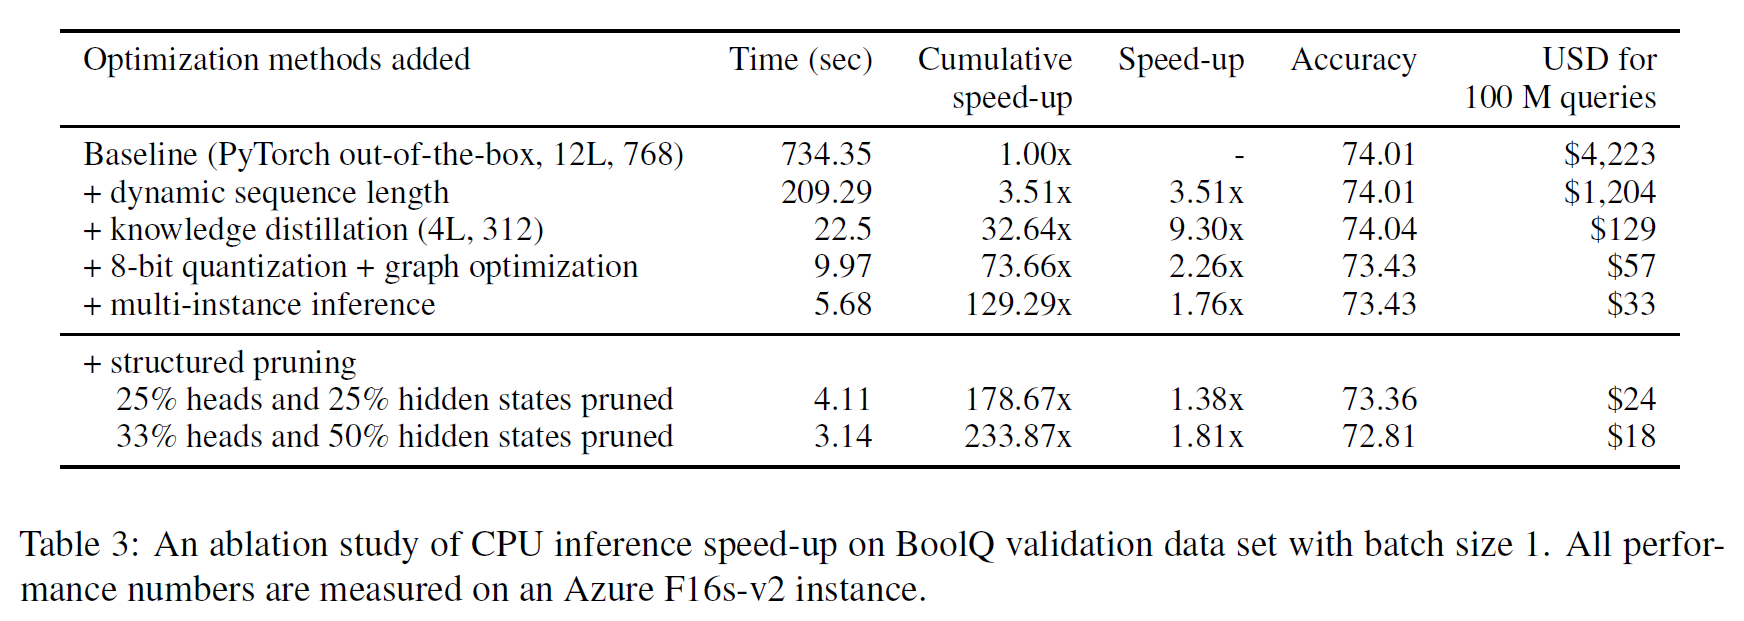 Optimization methods added Time (sec) Cumulative speed-up Speed-up Accuracy USD for 100 M queries
Baseline (PyTorch out-of-the-box, 12L, 768) 734.35 1.00x - 74.01 $4,223
+ dynamic sequence length 209.29 3.51x 3.51x 74.01 $1,204
+ knowledge distillation (4L, 312) 22.5 32.64x 9.30x 74.04 $129
+ 8-bit quantization + graph optimization 9.97 73.66x 2.26x 73.43 $57
+ multi-instance inference 5.68 129.29x 1.76x 73.43 $33
+ structured pruning
25% heads and 25% hidden states pruned 4.11 178.67x 1.38x 73.36 $24
33% heads and 50% hidden states pruned 3.14 233.87x 1.81x 72.81 $18
Table 3: An ablation study of CPU inference speed-up on BoolQ validation data set with batch size 1. All perfor-
mance numbers are measured on an Azure F16s-v2 instance.